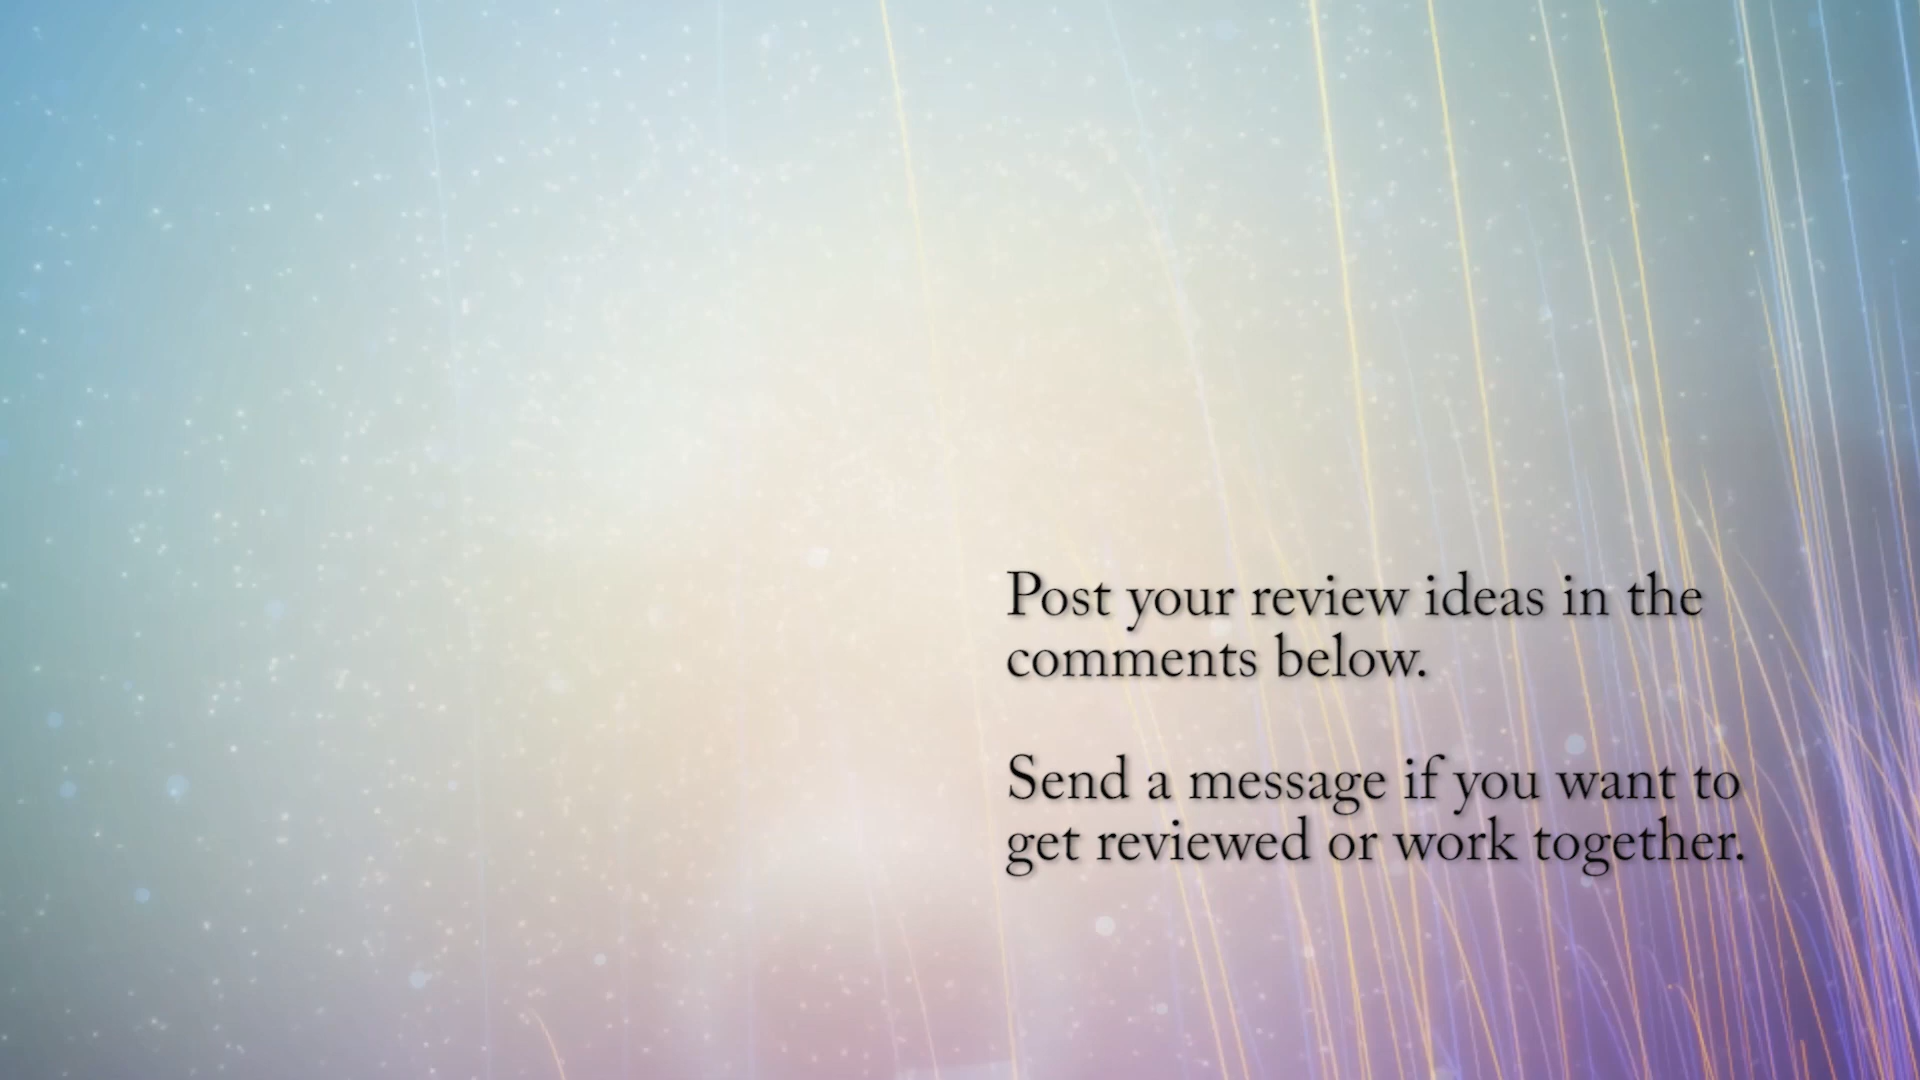 Post your review ideas in the
comments below.
Send a message if you want to
get reviewed or work together.